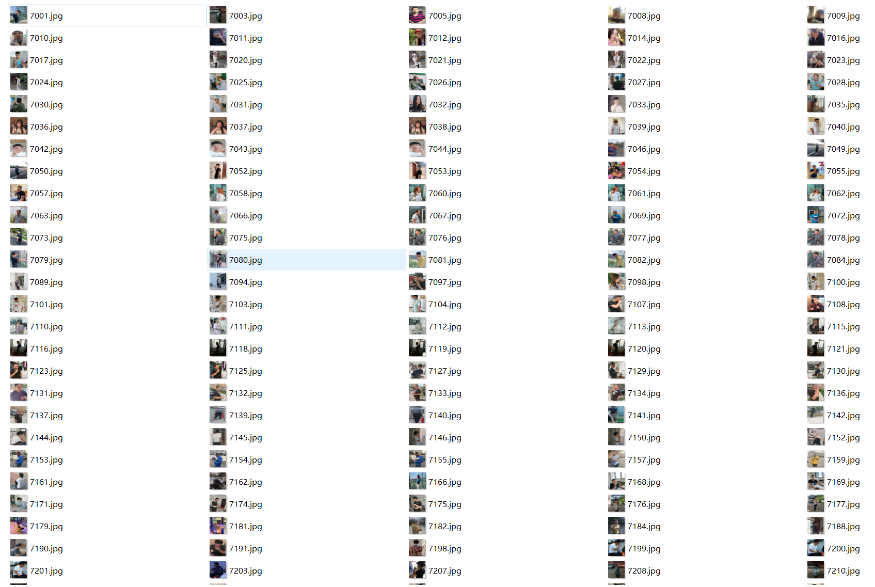 7001.jpg 7003.jpg 7005.jpg 7008.jpg 7009.jpg
7010.jpg 7011.jpg 7012.jpg 7014.jpg 7016.jpg
7017.jpg 7020.jpg 7021.jpg 7022.jpg 7023.jpg
7024.jpg 7025.jpg 7026.jpg 7027.jpg 7028.jpg
7030.jpg 7031.jpg 7032.jpg 7033.jpg 7035.jpg
7036.jpg 7037.jpg 7038.jpg 7039.jpg 7040.jpg
7042.jpg 7043.jpg 7044.jpg 7046.jpg 7049.jpg
7050.jpg 7052.jpg 7053.jpg 7054.jpg 7055.jpg
7057.jpg 7058.jpg 7060.jpg 7061.jpg 7062.jpg
7063.jpg 7066.jpg 7067.jpg 7069.jpg 7072.jpg
7073.jpg 7075.jpg 7076.jpg 7077.jpg 7078.jpg
7079.jpg 7080.jpg 7081.jpg 7082.jpg 7084.jpg
7089.jpg 7094.jpg 7097.jpg 7098.jpg 7100.jpg
7101.jpg 7103.jpg 7104.jpg 7107.jpg 7108.jpg
7110.jpg 7111.jpg 7112.jpg 7113.jpg 7115.jpg
7116.jpg 7118.jpg 7119.jpg 7120.jpg 7121.jpg
7123.jpg 7125.jpg 7127.jpg 7129.jpg 7130.jpg
7131.jpg 7132.jpg 7133.jpg 7134.jpg 7136.jpg
7137.jpg 7139.jpg 7140.jpg 7141.jpg 7142.jpg
7144.jpg 7145.jpg 7146.jpg 7150.jpg 7152.jpg
7153.jpg 7154.jpg 7155.jpg 7157.jpg 7159.jpg
7161.jpg 7162.jpg 7166.jpg 7168.jpg 7169.jpg
7171.jpg 7174.jpg 7175.jpg 7176.jpg 7177.jpg
7179.jpg 7181.jpg 7182.jpg 7184.jpg 7188.jpg
7190.jpg 7191.jpg 7198.jpg 7199.jpg 7200.jpg
7201.jpg 7203.jpg 7207.jpg 7208.jpg 7210.jpg